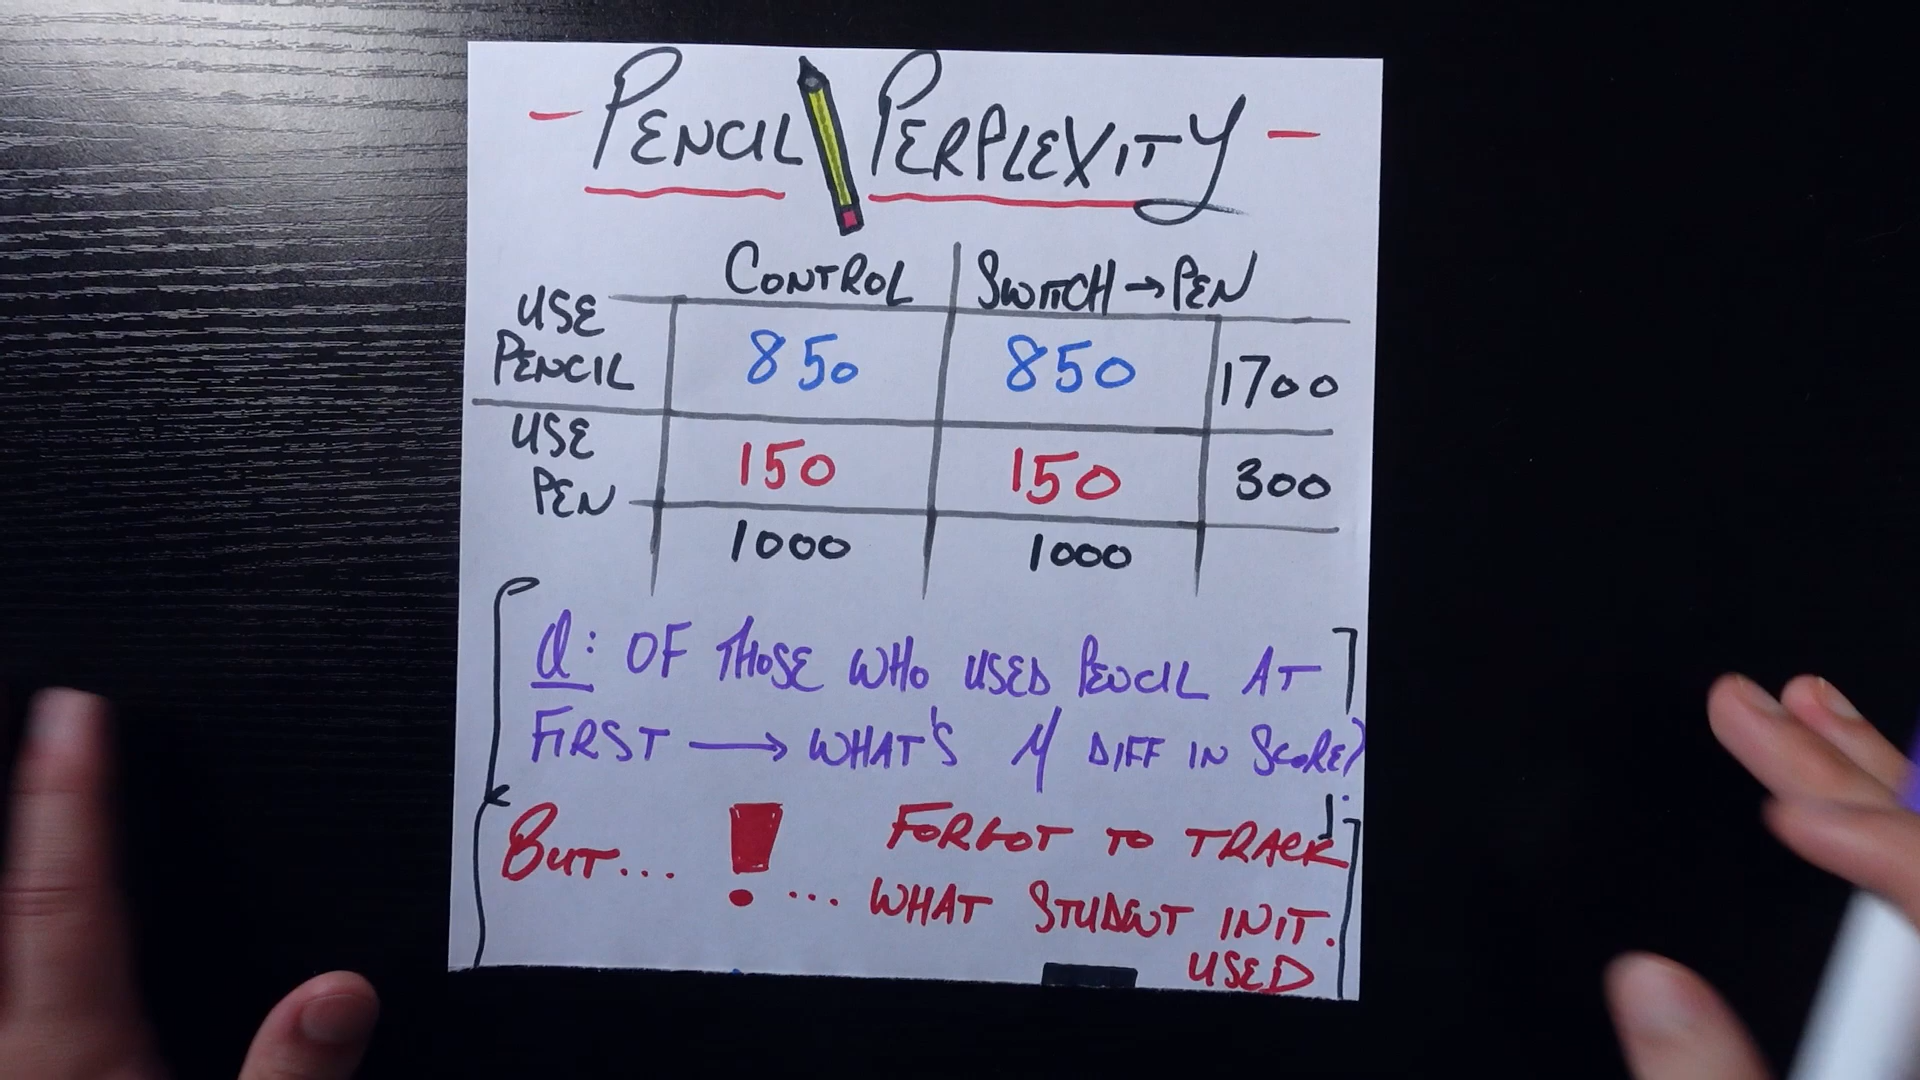 - PENCIL PERPLEXITY -
CONTROL SWITCH → PEN
USE PENCIL 850 850 1700
USE PEN 150 150 300
1000 1000
Q: OF THOSE WHO USED PENCIL AT
FIRST → WHAT'S Y DIFF IN SCORE?
BUT... ! ... FORGOT TO TRACK
WHAT STUDENT INIT.
USED